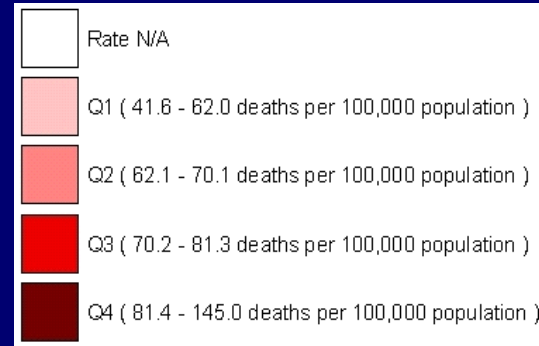 Rate N/A
Q1 ( 41.6 - 62.0 deaths per 100,000 population )
Q2 ( 62.1 - 70.1 deaths per 100,000 population )
Q3 ( 70.2 - 81.3 deaths per 100,000 population )
Q4 ( 81.4 - 145.0 deaths per 100,000 population )